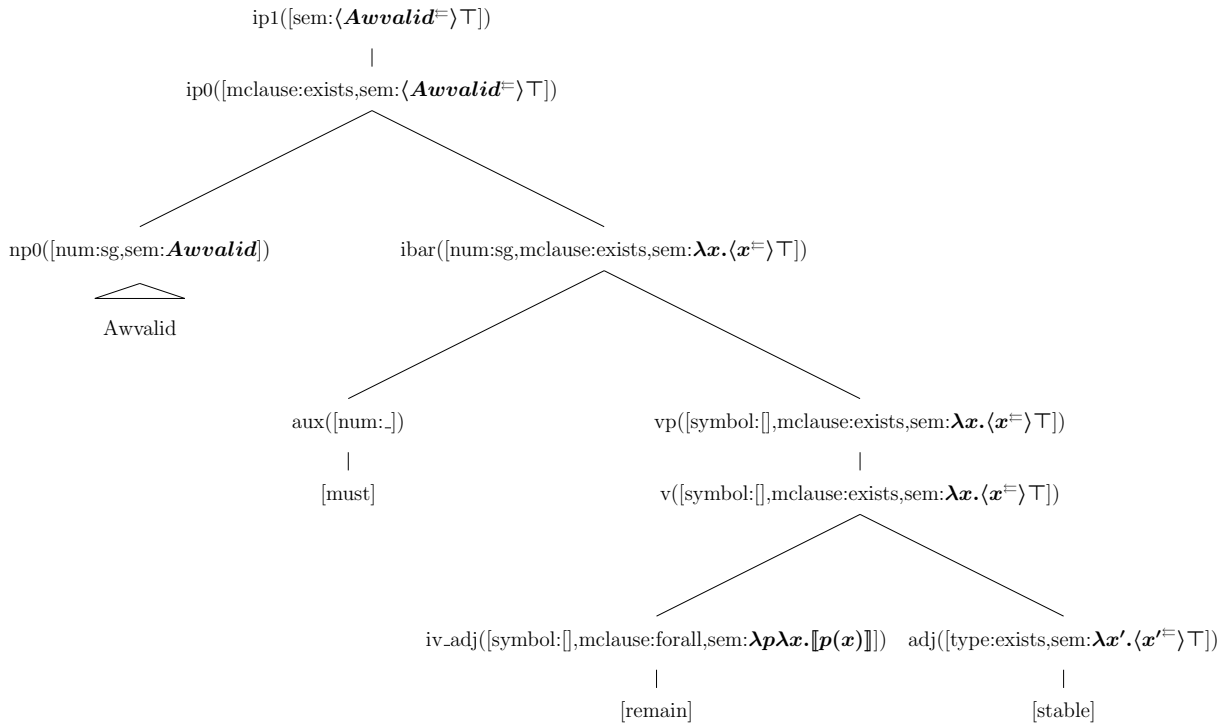 ip1([sem:⟨Awvalid⇇⟩⊤])
ip0([mclause:exists,sem:⟨Awvalid⇇⟩⊤])
np0([num:sg,sem:Awvalid]) ibar([num:sg,mclause:exists,sem:λx.⟨x⇇⟩⊤])
Awvalid
aux([num:_]) vp([symbol:[],mclause:exists,sem:λx.⟨x⇇⟩⊤])
[must] v([symbol:[],mclause:exists,sem:λx.⟨x⇇⟩⊤])
iv_adj([symbol:[],mclause:forall,sem:λpλx.⟦p(x)⟧]) adj([type:exists,sem:λx′.⟨x′⇇⟩⊤])
[remain] [stable]